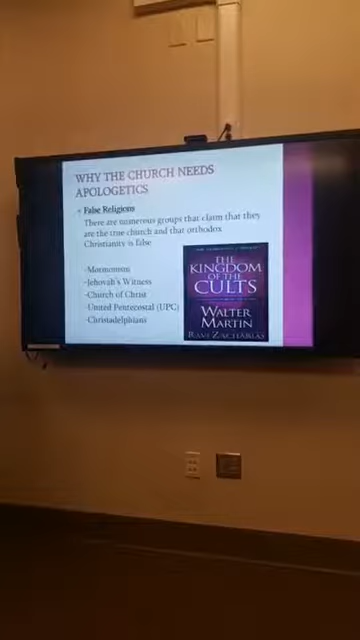 WHY THE CHURCH NEEDS
APOLOGETICS
False Religions
There are numerous groups that claim that they
are the true church and that orthodox
Christianity is false
-Mormonism
-Jehovah's Witness
-Church of Christ
-United Pentecostal (UPC)
-Christadelphians
THE
KINGDOM
OF THE
CULTS
WALTER
MARTIN
RAVI ZACHARIAS